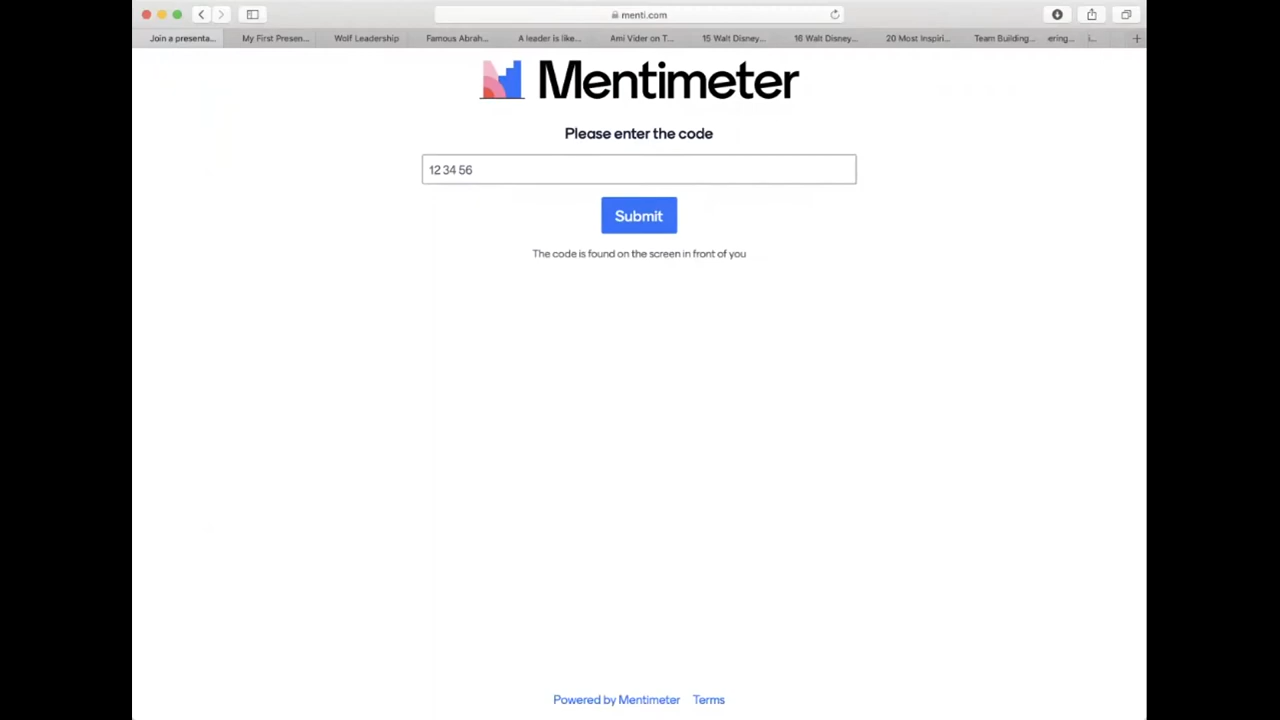 menti.com
Join a presenta... My First Presen... Wolf Leadership Famous Abrah... A leader is like... Ami Vider on T... 15 Walt Disney... 16 Walt Disney... 20 Most Inspiri... Team Building... ering... i...
Mentimeter
Please enter the code
12 34 56
Submit
The code is found on the screen in front of you
Powered by Mentimeter Terms